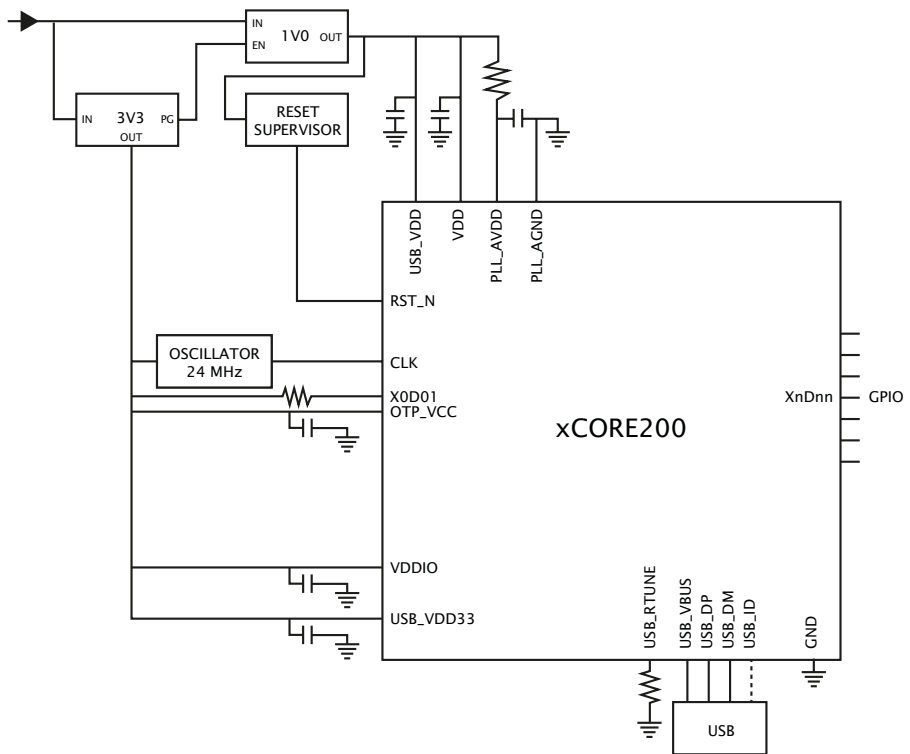 IN
1V0
OUT
EN
IN
3V3
PG
OUT
RESET
SUPERVISOR
USB_VDD
VDD
PLL_AVDD
PLL_AGND
RST_N
OSCILLATOR
24 MHz
CLK
X0D01
OTP_VCC
XnDnn
GPIO
xCORE200
VDDIO
USB_VDD33
USB_RTUNE
USB_VBUS
USB_DP
USB_DM
USB_ID
GND
USB